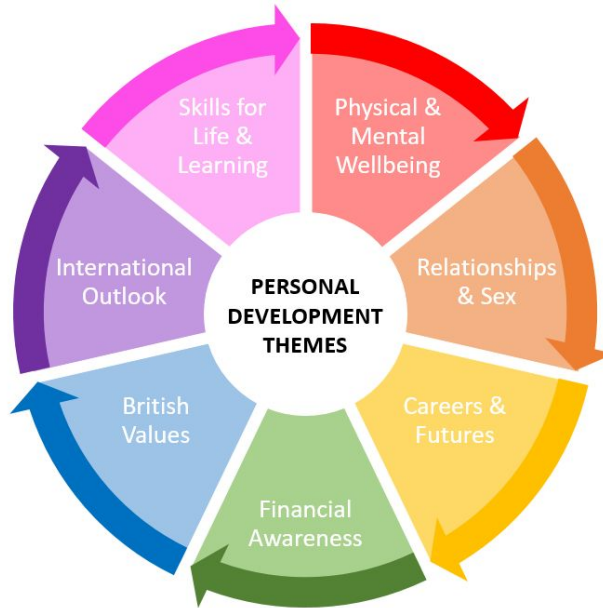 PERSONAL
DEVELOPMENT
THEMES
Physical &
Mental
Wellbeing
Relationships
& Sex
Careers &
Futures
Financial
Awareness
British
Values
International
Outlook
Skills for
Life &
Learning